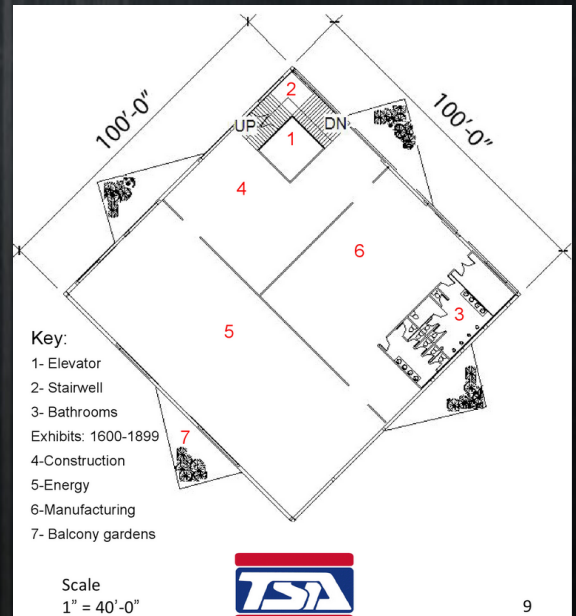 100'-0"
100'-0"
2
UP
DN
1
4
6
3
5
Key:
1- Elevator
2- Stairwell
3- Bathrooms
Exhibits: 1600-1899
4-Construction
5-Energy
6-Manufacturing
7- Balcony gardens
7
Scale
1” = 40’-0”
TSA
9